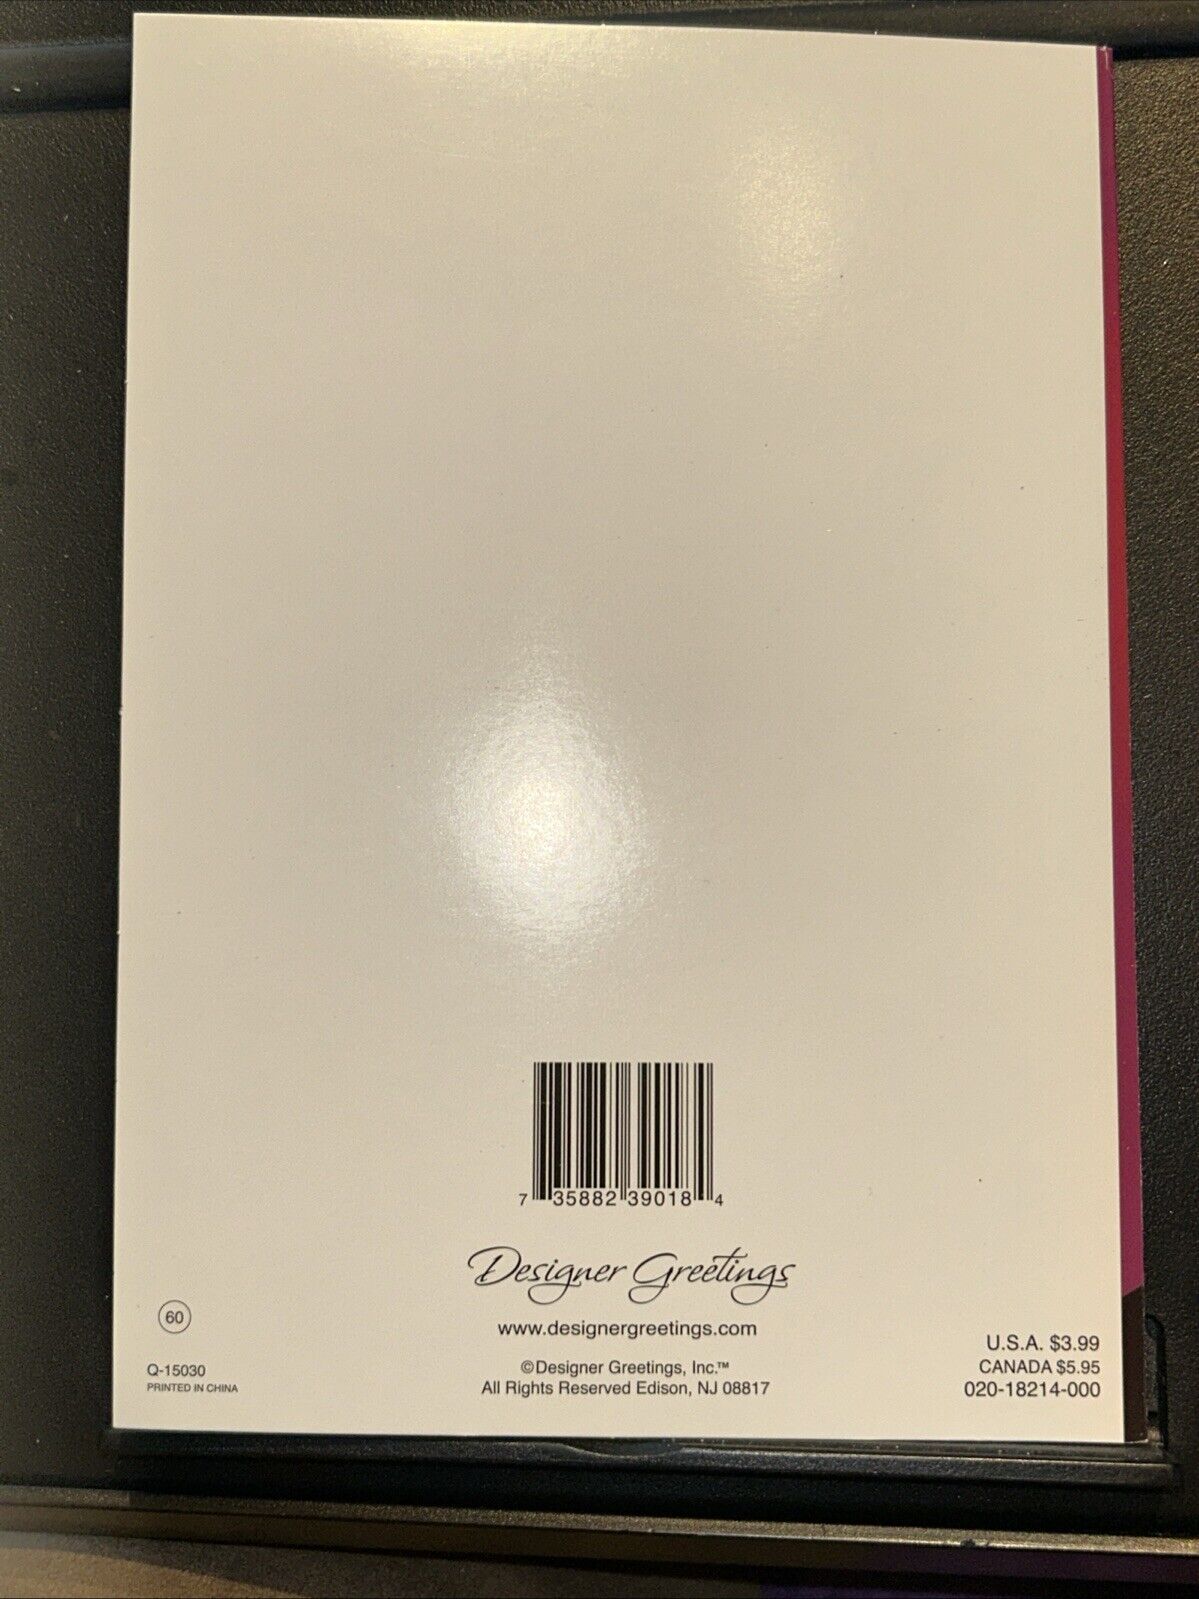 7 35882 39018 4
Designer Greetings
www.designergreetings.com
©Designer Greetings, Inc.™
All Rights Reserved Edison, NJ 08817
60
Q-15030
PRINTED IN CHINA
U.S.A. $3.99
CANADA $5.95
020-18214-000